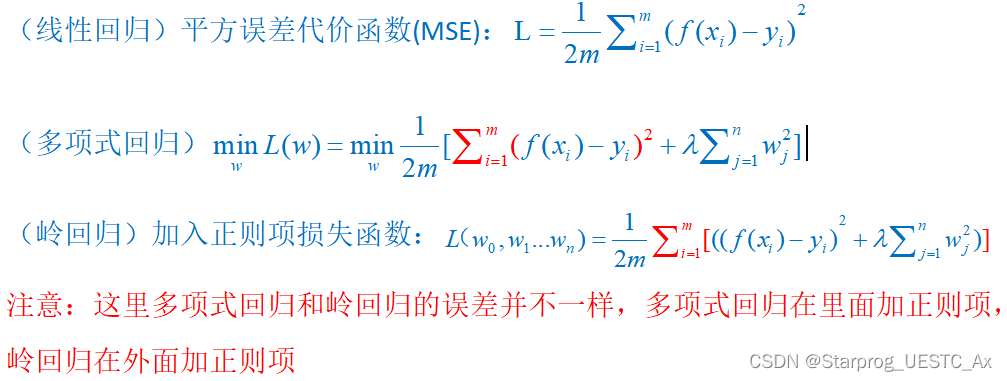 (线性回归)平方误差代价函数(MSE): L = \frac{1}{2m}\sum_{i=1}^{m}(f(x_i)-y_i)^2
(多项式回归) \min_w L(w) = \min_w \frac{1}{2m}[\sum_{i=1}^{m}(f(x_i)-y_i)^2+\lambda\sum_{j=1}^{n}w_j^2]
(岭回归)加入正则项损失函数: L(w_0,w_1...w_n) = \frac{1}{2m}\sum_{i=1}^{m}[((f(x_i)-y_i)^2+\lambda\sum_{j=1}^{n}w_j^2)]
注意:这里多项式回归和岭回归的误差并不一样,多项式回归在里面加正则项,
岭回归在外面加正则项
CSDN @Starprog_UESTC_Ax